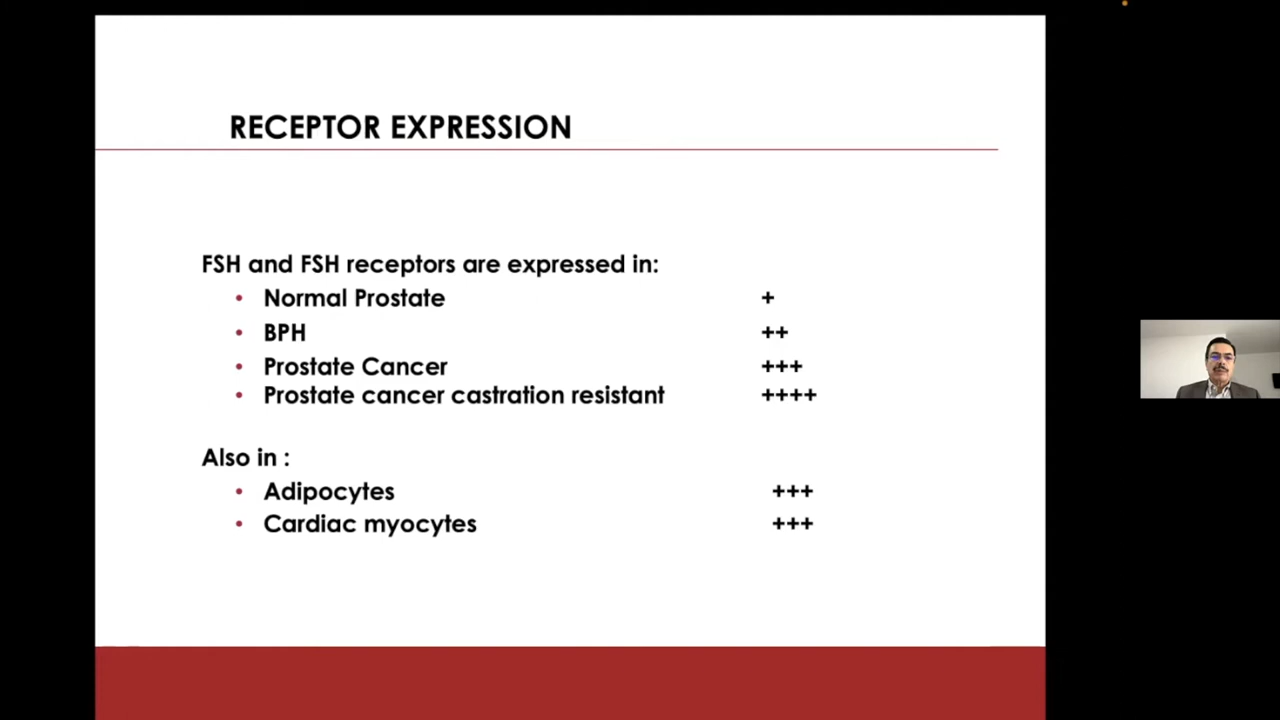 RECEPTOR EXPRESSION
FSH and FSH receptors are expressed in:
• Normal Prostate +
• BPH ++
• Prostate Cancer +++
• Prostate cancer castration resistant ++++
Also in :
• Adipocytes +++
• Cardiac myocytes +++